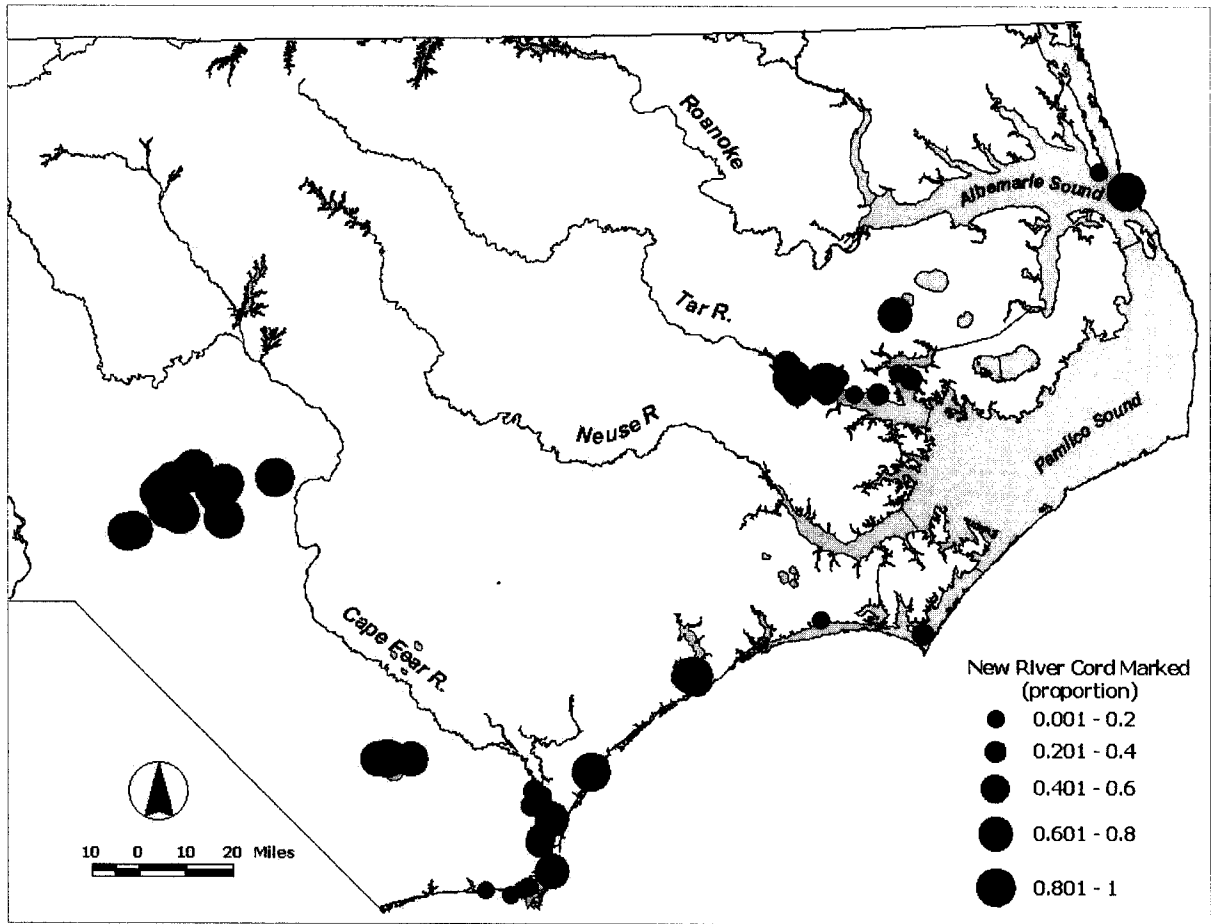 Roanoke
Albemarle Sound
Tar R.
Neuse R
Pamlico Sound
Cape Fear R.
New River Cord Marked
(proportion)
0.001 - 0.2
0.201 - 0.4
0.401 - 0.6
0.601 - 0.8
0.801 - 1
10 0 10 20 Miles